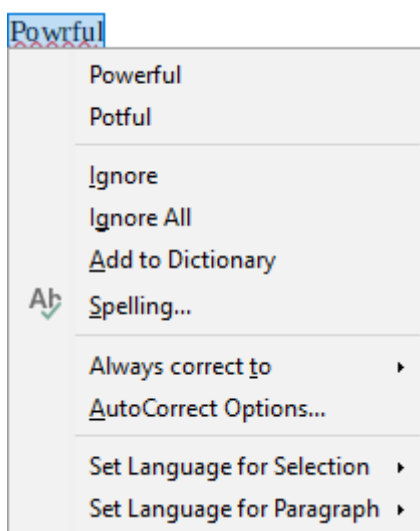 Powrful
Powerful
Potful
Ignore
Ignore All
Add to Dictionary
Spelling...
Always correct to
AutoCorrect Options...
Set Language for Selection
Set Language for Paragraph